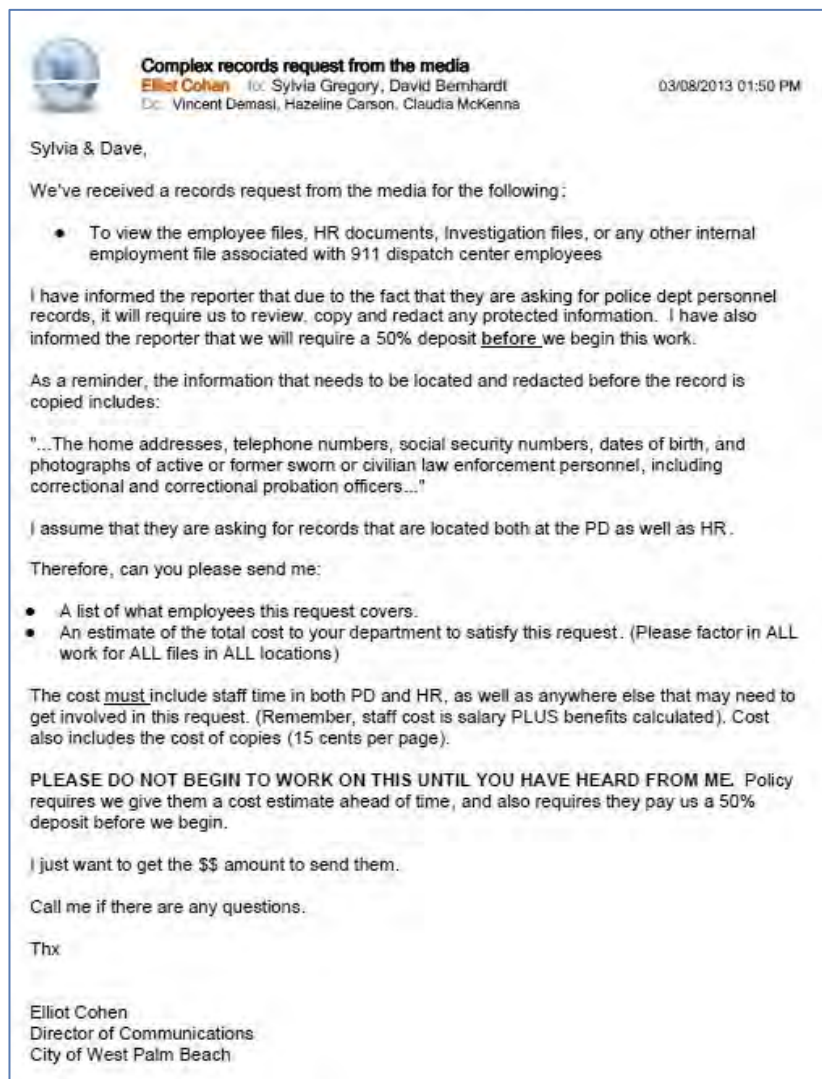 Complex records request from the media
Elliot Cohen to: Sylvia Gregory, David Bernhardt 03/08/2013 01:50 PM
Cc: Vincent Demasi, Hazeline Carson, Claudia McKenna
Sylvia & Dave,
We've received a records request from the media for the following:
● To view the employee files, HR documents, Investigation files, or any other internal
employment file associated with 911 dispatch center employees
I have informed the reporter that due to the fact that they are asking for police dept personnel
records, it will require us to review, copy and redact any protected information. I have also
informed the reporter that we will require a 50% deposit before we begin this work.
As a reminder, the information that needs to be located and redacted before the record is
copied includes:
"...The home addresses, telephone numbers, social security numbers, dates of birth, and
photographs of active or former sworn or civilian law enforcement personnel, including
correctional and correctional probation officers..."
I assume that they are asking for records that are located both at the PD as well as HR.
Therefore, can you please send me:
● A list of what employees this request covers.
● An estimate of the total cost to your department to satisfy this request. (Please factor in ALL
work for ALL files in ALL locations)
The cost must include staff time in both PD and HR, as well as anywhere else that may need to
get involved in this request. (Remember, staff cost is salary PLUS benefits calculated). Cost
also includes the cost of copies (15 cents per page).
PLEASE DO NOT BEGIN TO WORK ON THIS UNTIL YOU HAVE HEARD FROM ME. Policy
requires we give them a cost estimate ahead of time, and also requires they pay us a 50%
deposit before we begin.
I just want to get the $$ amount to send them.
Call me if there are any questions.
Thx
Elliot Cohen
Director of Communications
City of West Palm Beach